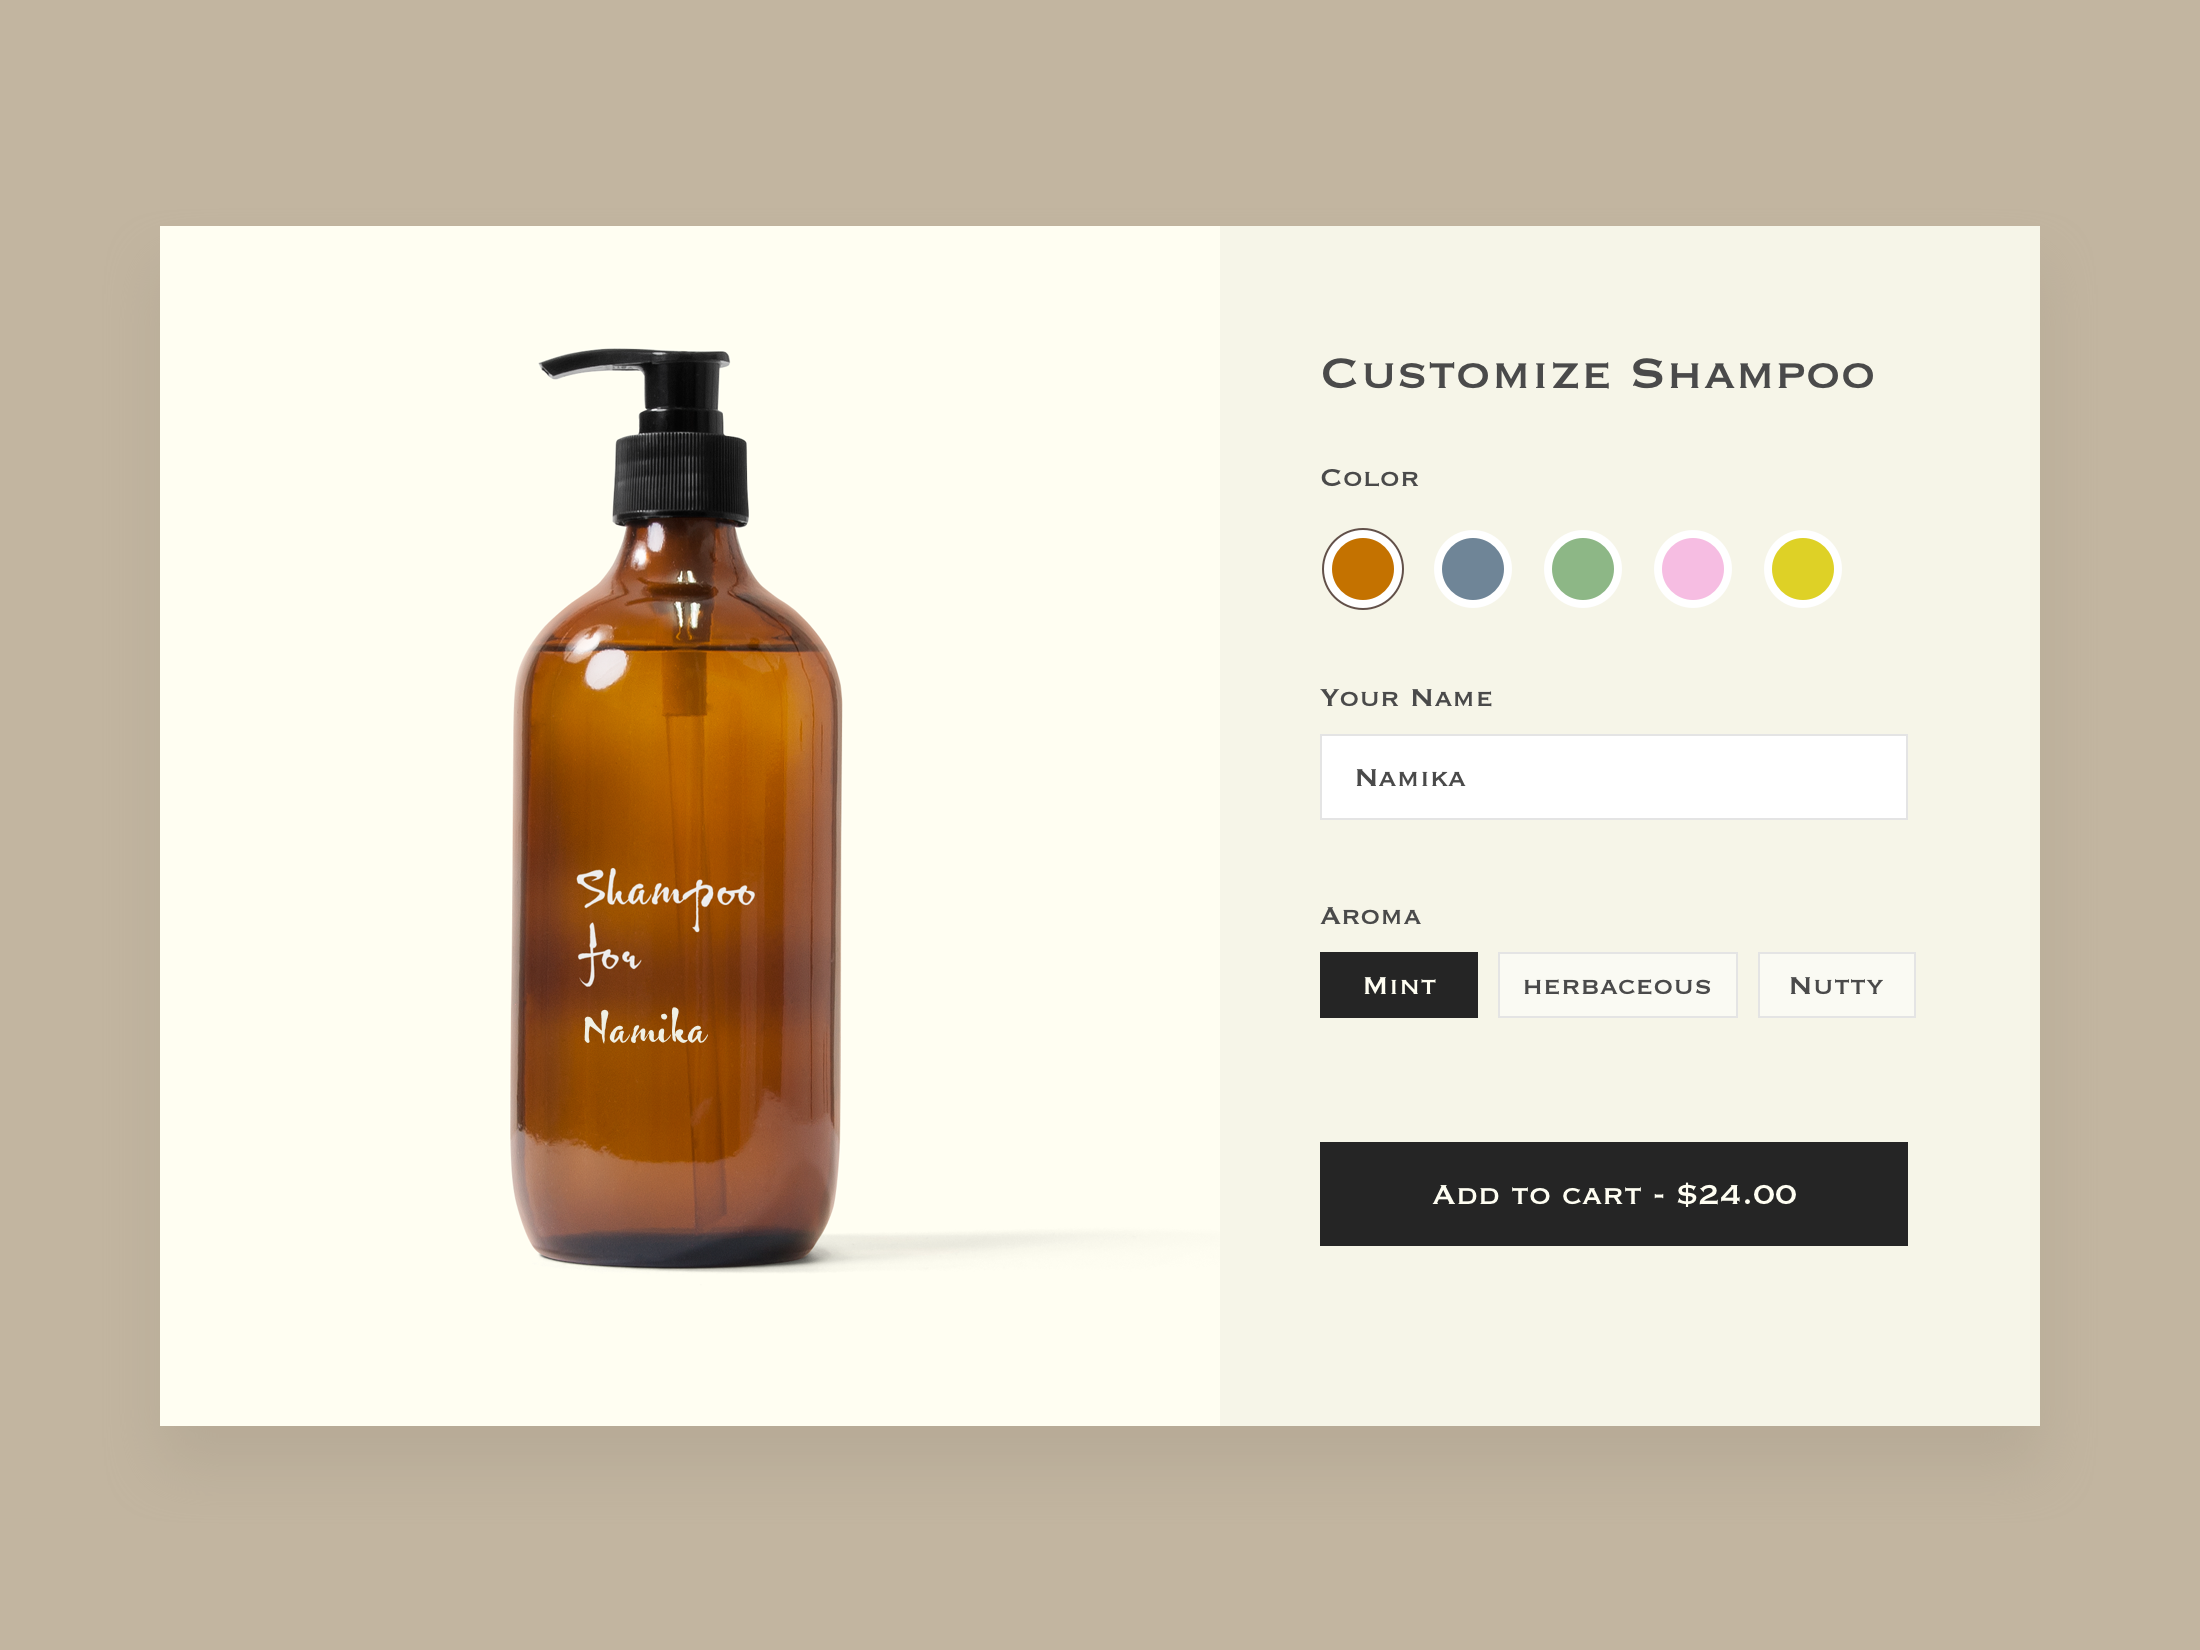 Customize Shampoo
Color
Your Name
Namika
Aroma
Mint herbaceous Nutty
Add to cart - $24.00
Shampoo
for
Namika